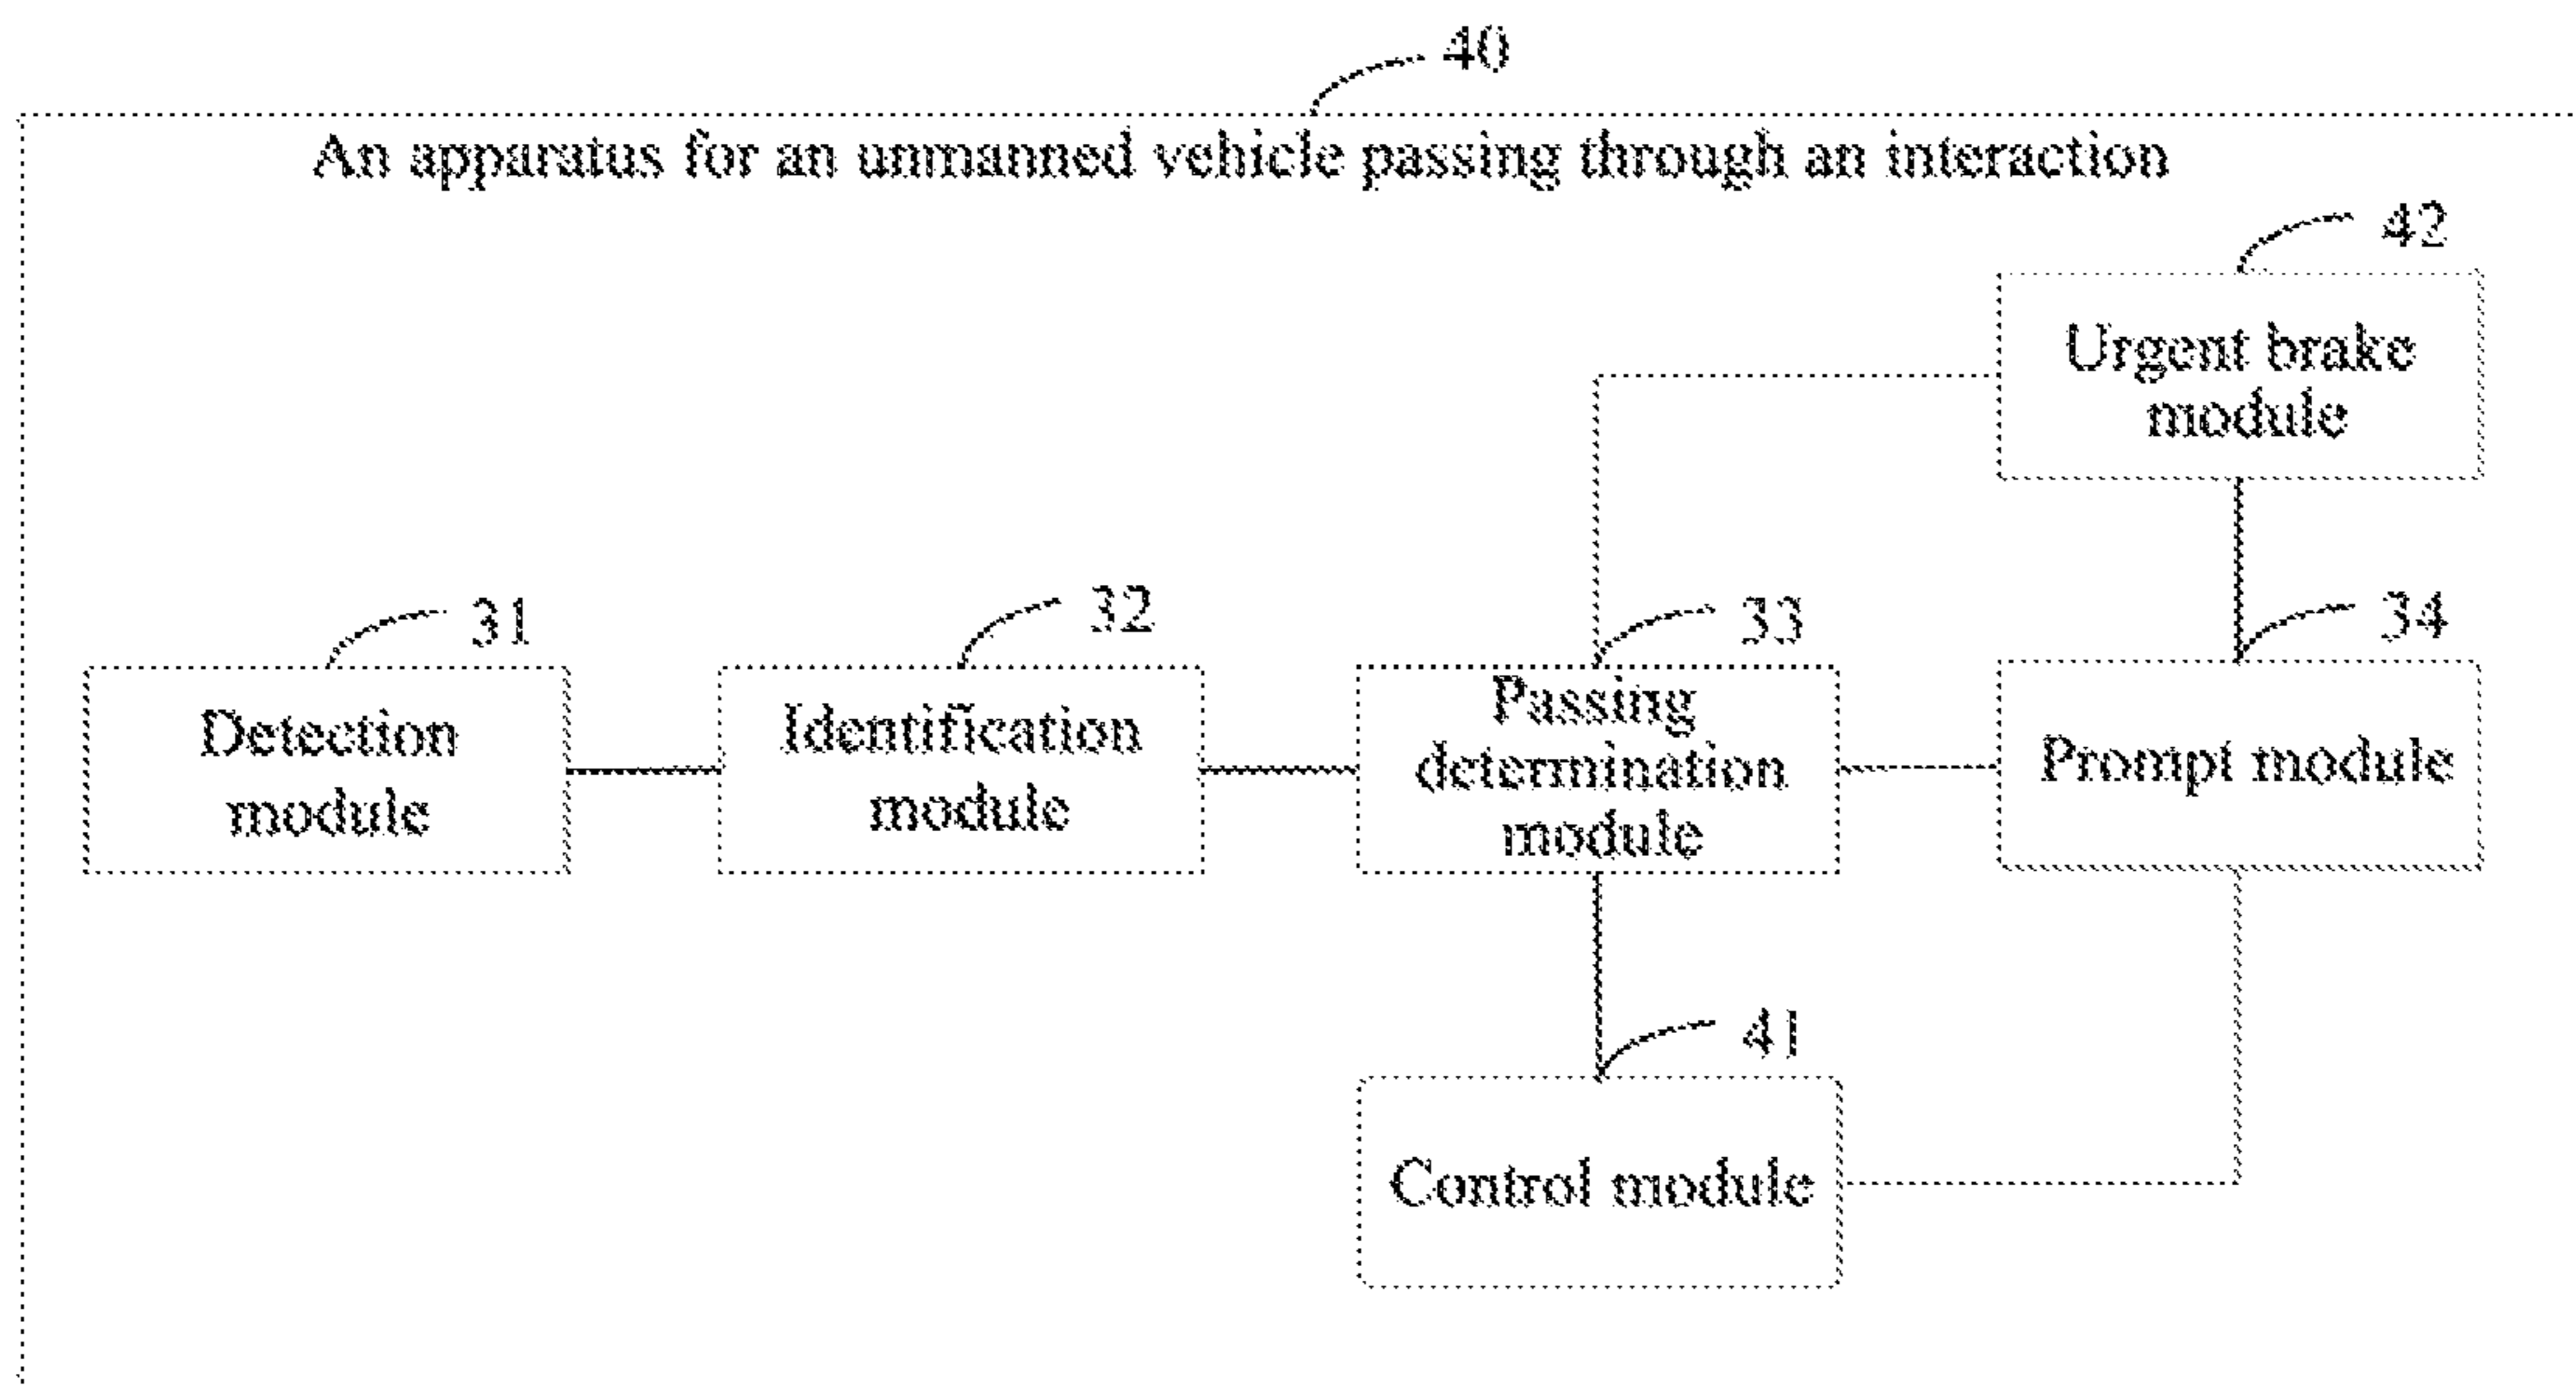 40
An apparatus for an unmanned vehicle passing through an interaction
42
Urgent brake
module
31
32
33
34
Detection
module
Identification
module
Passing
determination
module
Prompt module
41
Control module